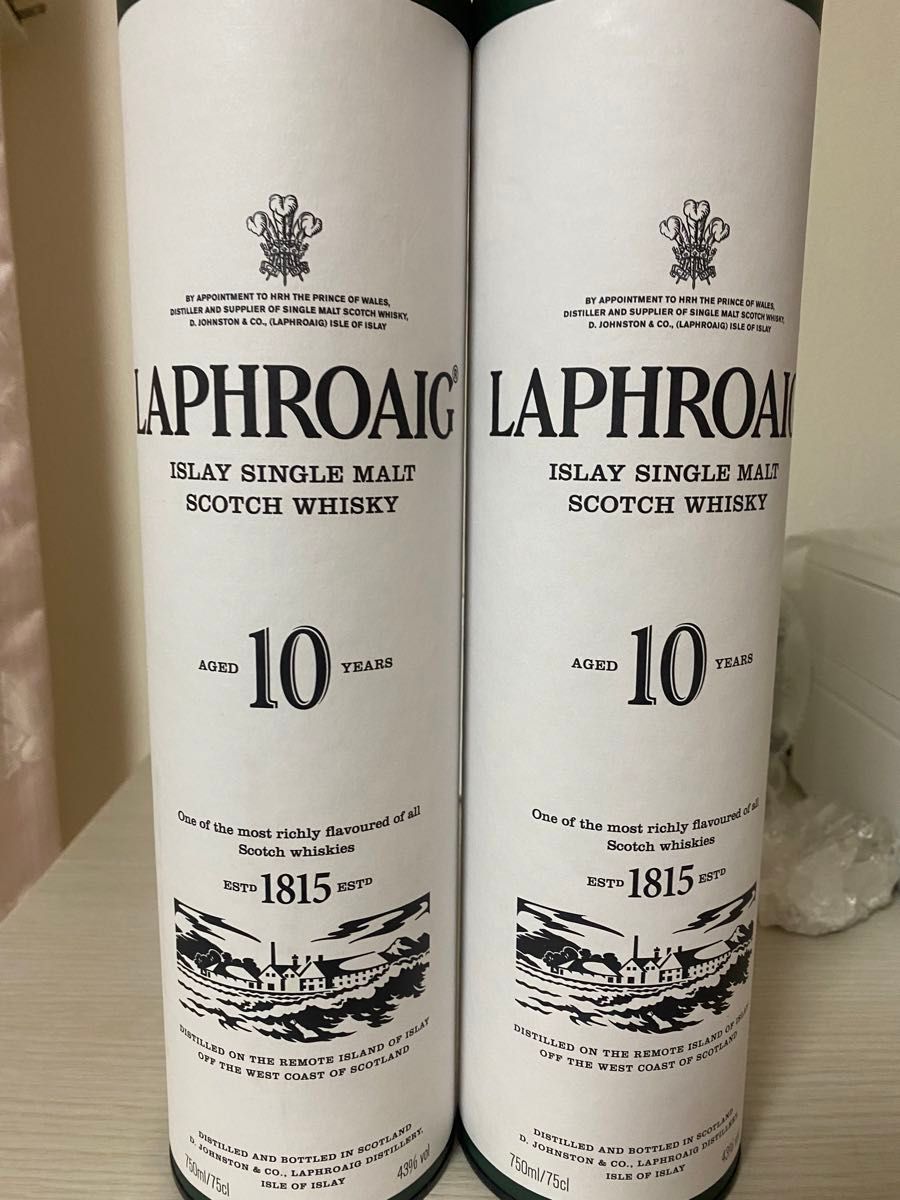 BY APPOINTMENT TO HRH THE PRINCE OF WALES,
DISTILLER AND SUPPLIER OF SINGLE MALT SCOTCH WHISKY,
D. JOHNSTON & CO., (LAPHROAIG) ISLE OF ISLAY
LAPHROAIG®
ISLAY SINGLE MALT
SCOTCH WHISKY
AGED 10 YEARS
One of the most richly flavoured of all
Scotch whiskies
ESTD 1815 ESTD
DISTILLED ON THE REMOTE ISLAND OF ISLAY
OFF THE WEST COAST OF SCOTLAND
DISTILLED AND BOTTLED IN SCOTLAND
D. JOHNSTON & CO., LAPHROAIG DISTILLERY,
ISLE OF ISLAY
750ml/75cl
43% vol
BY APPOINTMENT TO HRH THE PRINCE OF WALES,
DISTILLER AND SUPPLIER OF SINGLE MALT SCOTCH WHISKY,
D. JOHNSTON & CO., (LAPHROAIG) ISLE OF ISLAY
LAPHROAIG
ISLAY SINGLE MALT
SCOTCH WHISKY
AGED 10 YEARS
One of the most richly flavoured of all
Scotch whiskies
ESTD 1815 ESTD
DISTILLED ON THE REMOTE ISLAND OF ISLAY
OFF THE WEST COAST OF SCOTLAND
DISTILLED AND BOTTLED IN SCOTLAND
D. JOHNSTON & CO., LAPHROAIG DISTILLERY,
ISLE OF ISLAY
750ml/75cl
43%